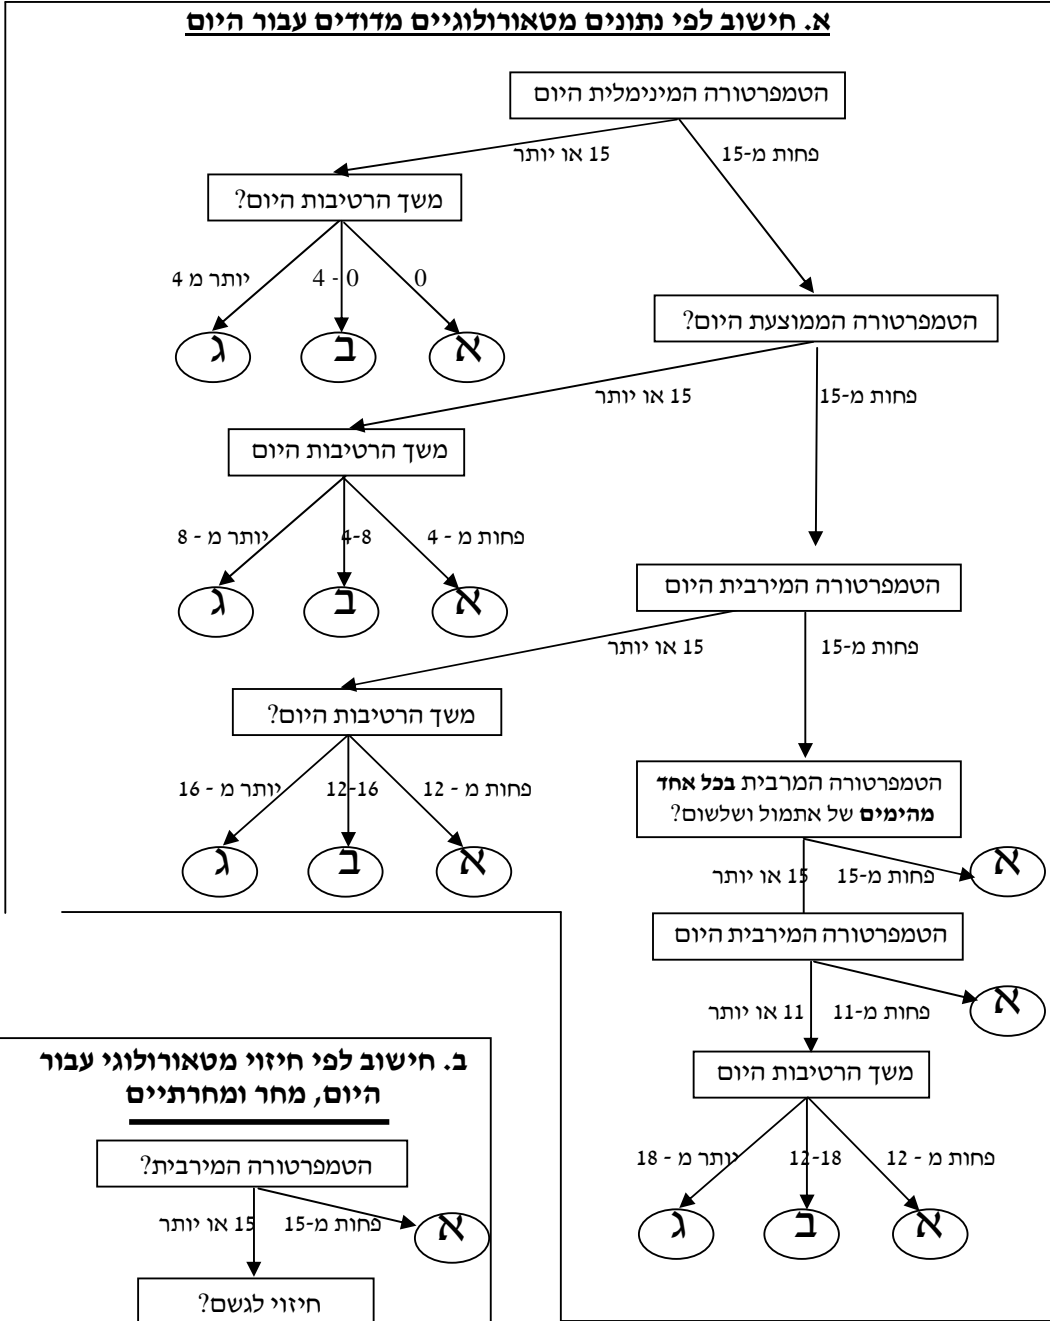 א. חישוב לפי נתונים מטאורולוגיים מדודים עבור היום
הטמפרטורה המינימלית היום
פחות מ-15
15 או יותר
משך הרטיבות היום?
0
0 - 4
יותר מ 4
א
ב
ג
הטמפרטורה הממוצעת היום?
פחות מ-15
15 או יותר
משך הרטיבות היום
פחות מ - 4
4-8
יותר מ - 8
א
ב
ג
הטמפרטורה המירבית היום
פחות מ-15
15 או יותר
משך הרטיבות היום?
פחות מ - 12
12-16
יותר מ - 16
א
ב
ג
הטמפרטורה המרבית בכל אחד
מהימים של אתמול ושלשום?
פחות מ-15
15 או יותר
א
הטמפרטורה המירבית היום
פחות מ-11
11 או יותר
א
משך הרטיבות היום
פחות מ - 12
12-18
יותר מ - 18
א
ב
ג
ב. חישוב לפי חיזוי מטאורולוגי עבור
היום, מחר ומחרתיים
הטמפרטורה המירבית?
פחות מ-15
15 או יותר
א
חיזוי לגשם?